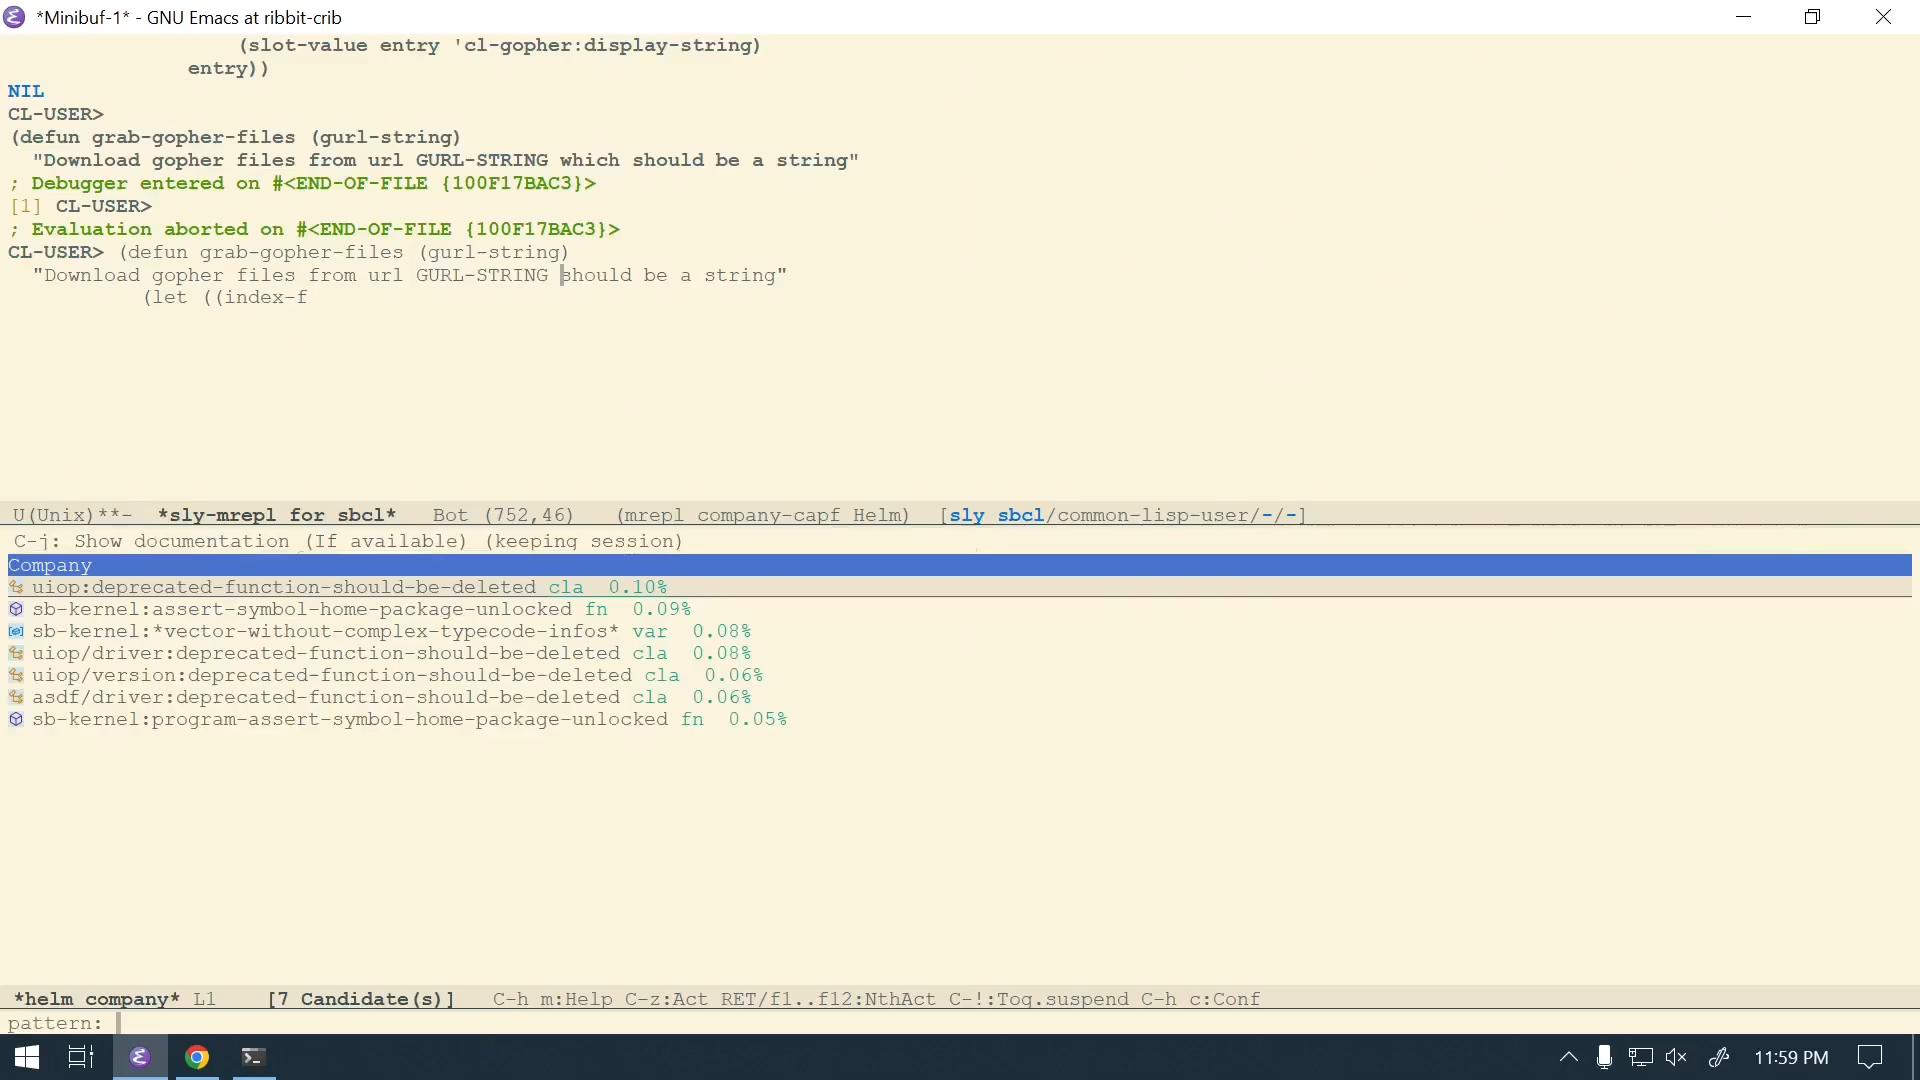 *Minibuf-1* - GNU Emacs at ribbit-crib
(slot-value entry 'cl-gopher:display-string)
entry))
NIL
CL-USER>
(defun grab-gopher-files (gurl-string)
"Download gopher files from url GURL-STRING which should be a string"
; Debugger entered on #<END-OF-FILE {100F17BAC3}>
[1] CL-USER>
; Evaluation aborted on #<END-OF-FILE {100F17BAC3}>
CL-USER> (defun grab-gopher-files (gurl-string)
"Download gopher files from url GURL-STRING should be a string"
(let ((index-f
U(Unix)**- *sly-mrepl for sbcl* Bot (752,46) (mrepl company-capf Helm) [sly sbcl/common-lisp-user/-/-]
C-j: Show documentation (If available) (keeping session)
Company
uiop:deprecated-function-should-be-deleted cla 0.10%
sb-kernel:assert-symbol-home-package-unlocked fn 0.09%
sb-kernel:*vector-without-complex-typecode-infos* var 0.08%
uiop/driver:deprecated-function-should-be-deleted cla 0.08%
uiop/version:deprecated-function-should-be-deleted cla 0.06%
asdf/driver:deprecated-function-should-be-deleted cla 0.06%
sb-kernel:program-assert-symbol-home-package-unlocked fn 0.05%
*helm company* L1 [7 Candidate(s)] C-h m:Help C-z:Act RET/f1..f12:NthAct C-!:Tog.suspend C-h c:Conf
pattern:
11:59 PM